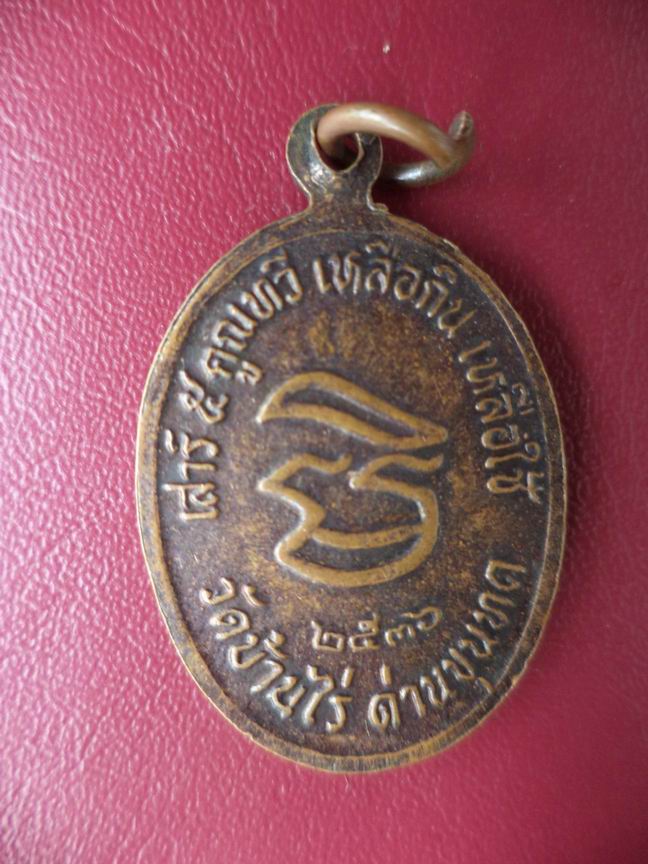 เสาร์ ๕ คูณทวี เหลือกิน เหลือใช้
๒๕๓๖
วัดบ้านไร่ ด่านขุนทด